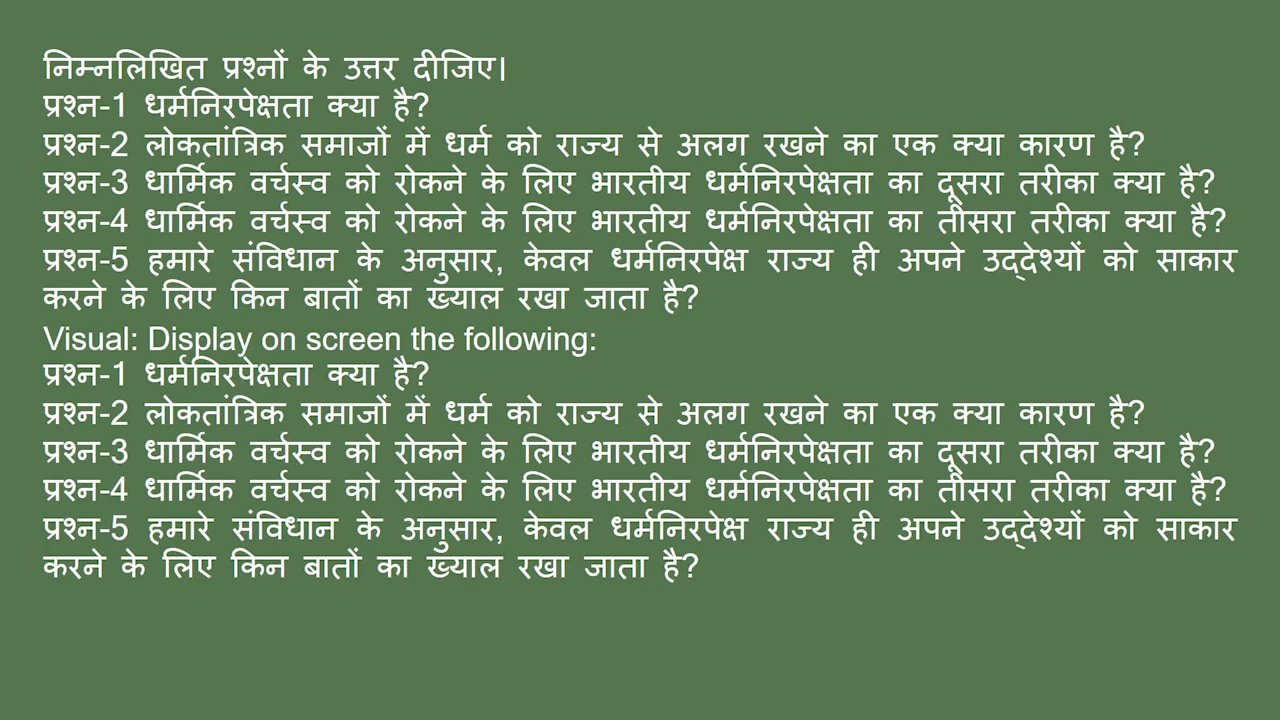 निम्नलिखित प्रश्नों के उत्तर दीजिए।
प्रश्न-1 धर्मनिरपेक्षता क्या है?
प्रश्न-2 लोकतांत्रिक समाजों में धर्म को राज्य से अलग रखने का एक क्या कारण है?
प्रश्न-3 धार्मिक वर्चस्व को रोकने के लिए भारतीय धर्मनिरपेक्षता का दूसरा तरीका क्या है?
प्रश्न-4 धार्मिक वर्चस्व को रोकने के लिए भारतीय धर्मनिरपेक्षता का तीसरा तरीका क्या है?
प्रश्न-5 हमारे संविधान के अनुसार, केवल धर्मनिरपेक्ष राज्य ही अपने उद्देश्यों को साकार
करने के लिए किन बातों का ख्याल रखा जाता है?
Visual: Display on screen the following:
प्रश्न-1 धर्मनिरपेक्षता क्या है?
प्रश्न-2 लोकतांत्रिक समाजों में धर्म को राज्य से अलग रखने का एक क्या कारण है?
प्रश्न-3 धार्मिक वर्चस्व को रोकने के लिए भारतीय धर्मनिरपेक्षता का दूसरा तरीका क्या है?
प्रश्न-4 धार्मिक वर्चस्व को रोकने के लिए भारतीय धर्मनिरपेक्षता का तीसरा तरीका क्या है?
प्रश्न-5 हमारे संविधान के अनुसार, केवल धर्मनिरपेक्ष राज्य ही अपने उद्देश्यों को साकार
करने के लिए किन बातों का ख्याल रखा जाता है?